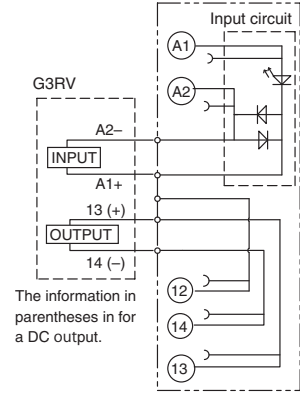 Input circuit
A1
G3RV
A2
A2–
INPUT
A1+
13 (+)
OUTPUT
14 (–)
12
The information in
parentheses in for
a DC output.
14
13